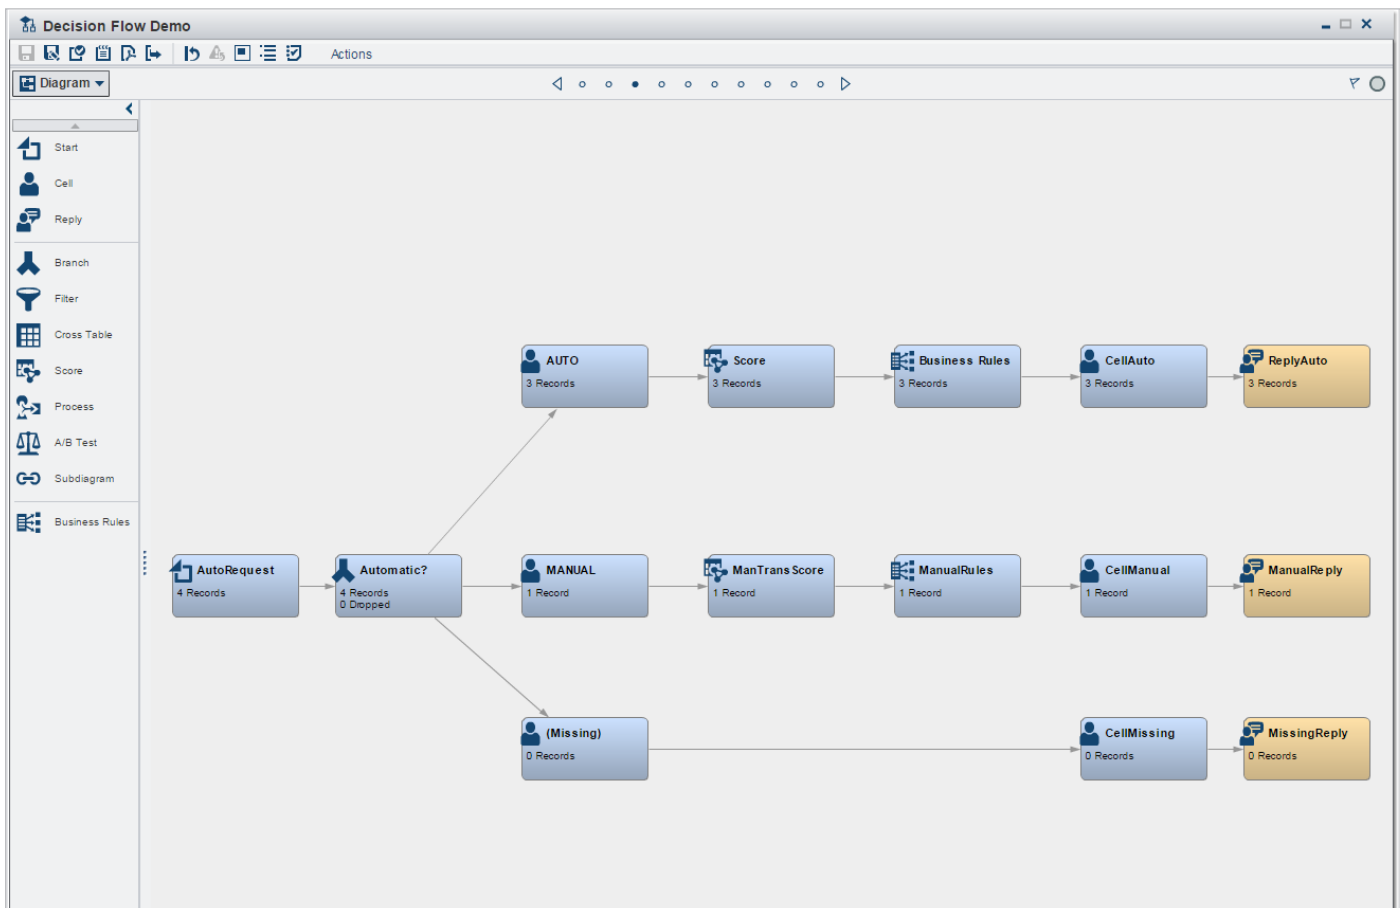 Decision Flow Demo
Actions
Diagram
Start
Cell
Reply
Branch
Filter
Cross Table
Score
Process
A/B Test
Subdiagram
Business Rules
AUTO
3 Records
Score
3 Records
Business Rules
3 Records
CellAuto
3 Records
ReplyAuto
3 Records
AutoRequest
4 Records
Automatic?
4 Records
0 Dropped
MANUAL
1 Record
ManTransScore
1 Record
ManualRules
1 Record
CellManual
1 Record
ManualReply
1 Record
(Missing)
0 Records
CellMissing
0 Records
MissingReply
0 Records